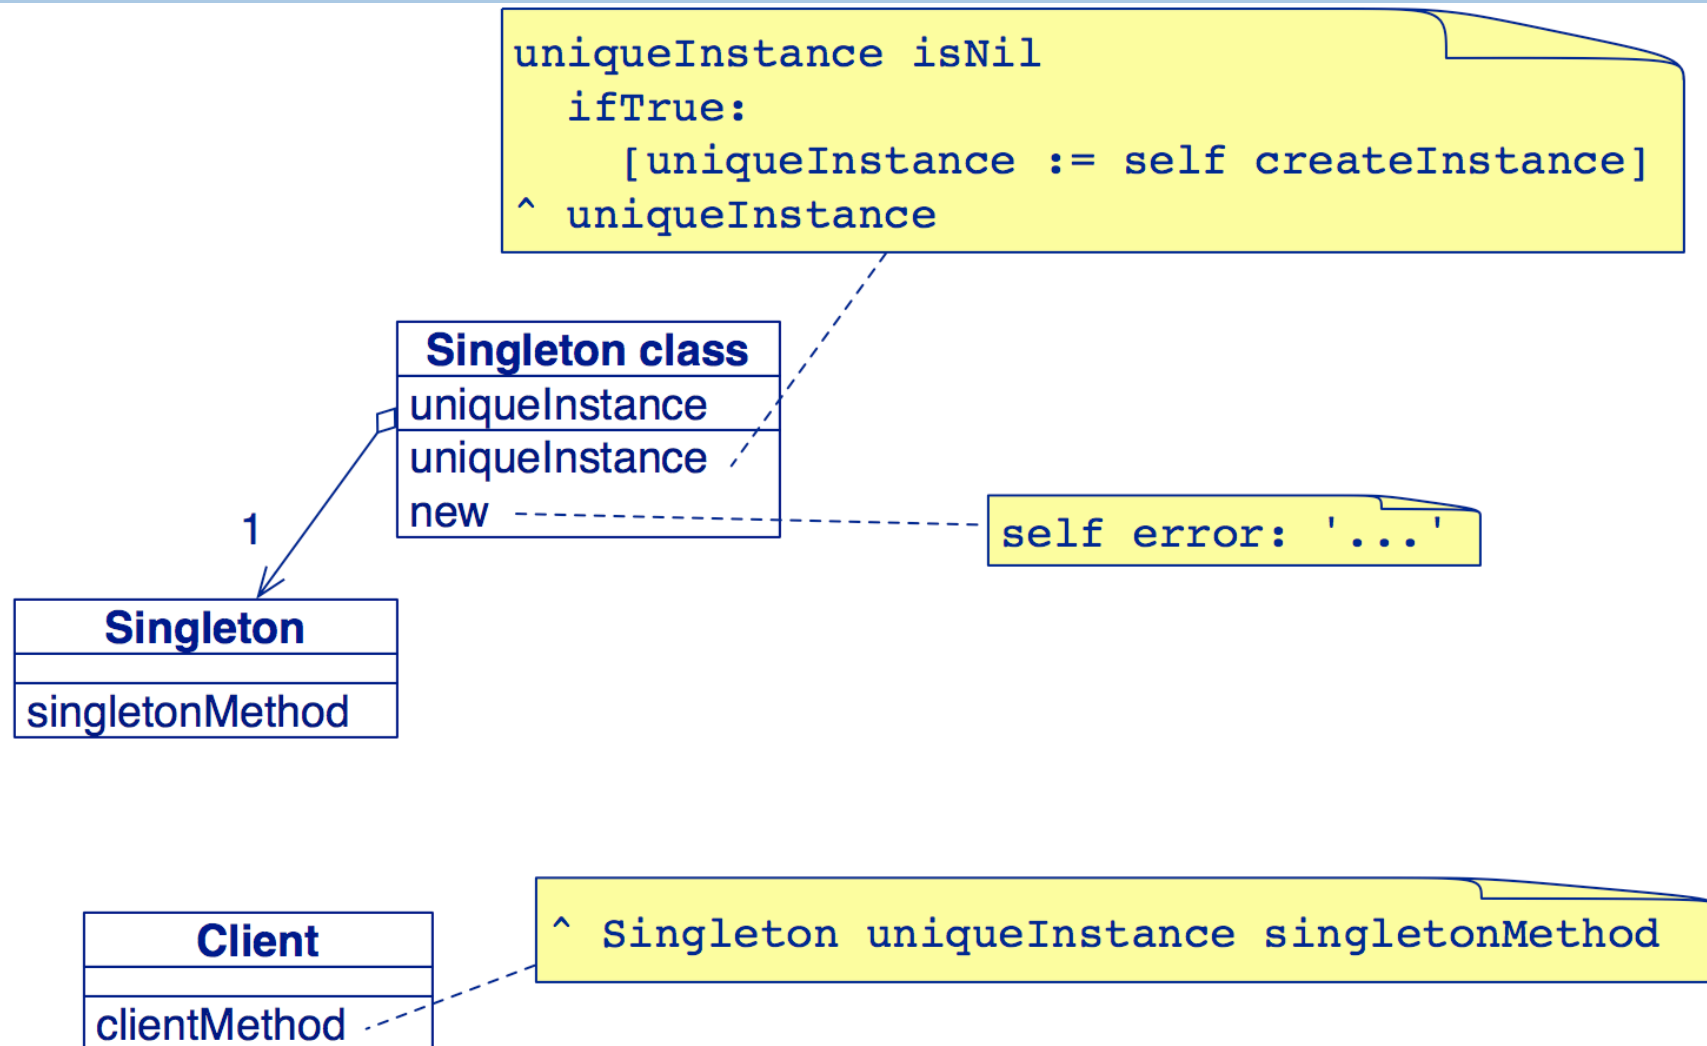 uniqueInstance isNil
ifTrue:
[uniqueInstance := self createInstance]
^ uniqueInstance
Singleton class
uniqueInstance
uniqueInstance
new
self error: '...'
1
Singleton
singletonMethod
^ Singleton uniqueInstance singletonMethod
Client
clientMethod